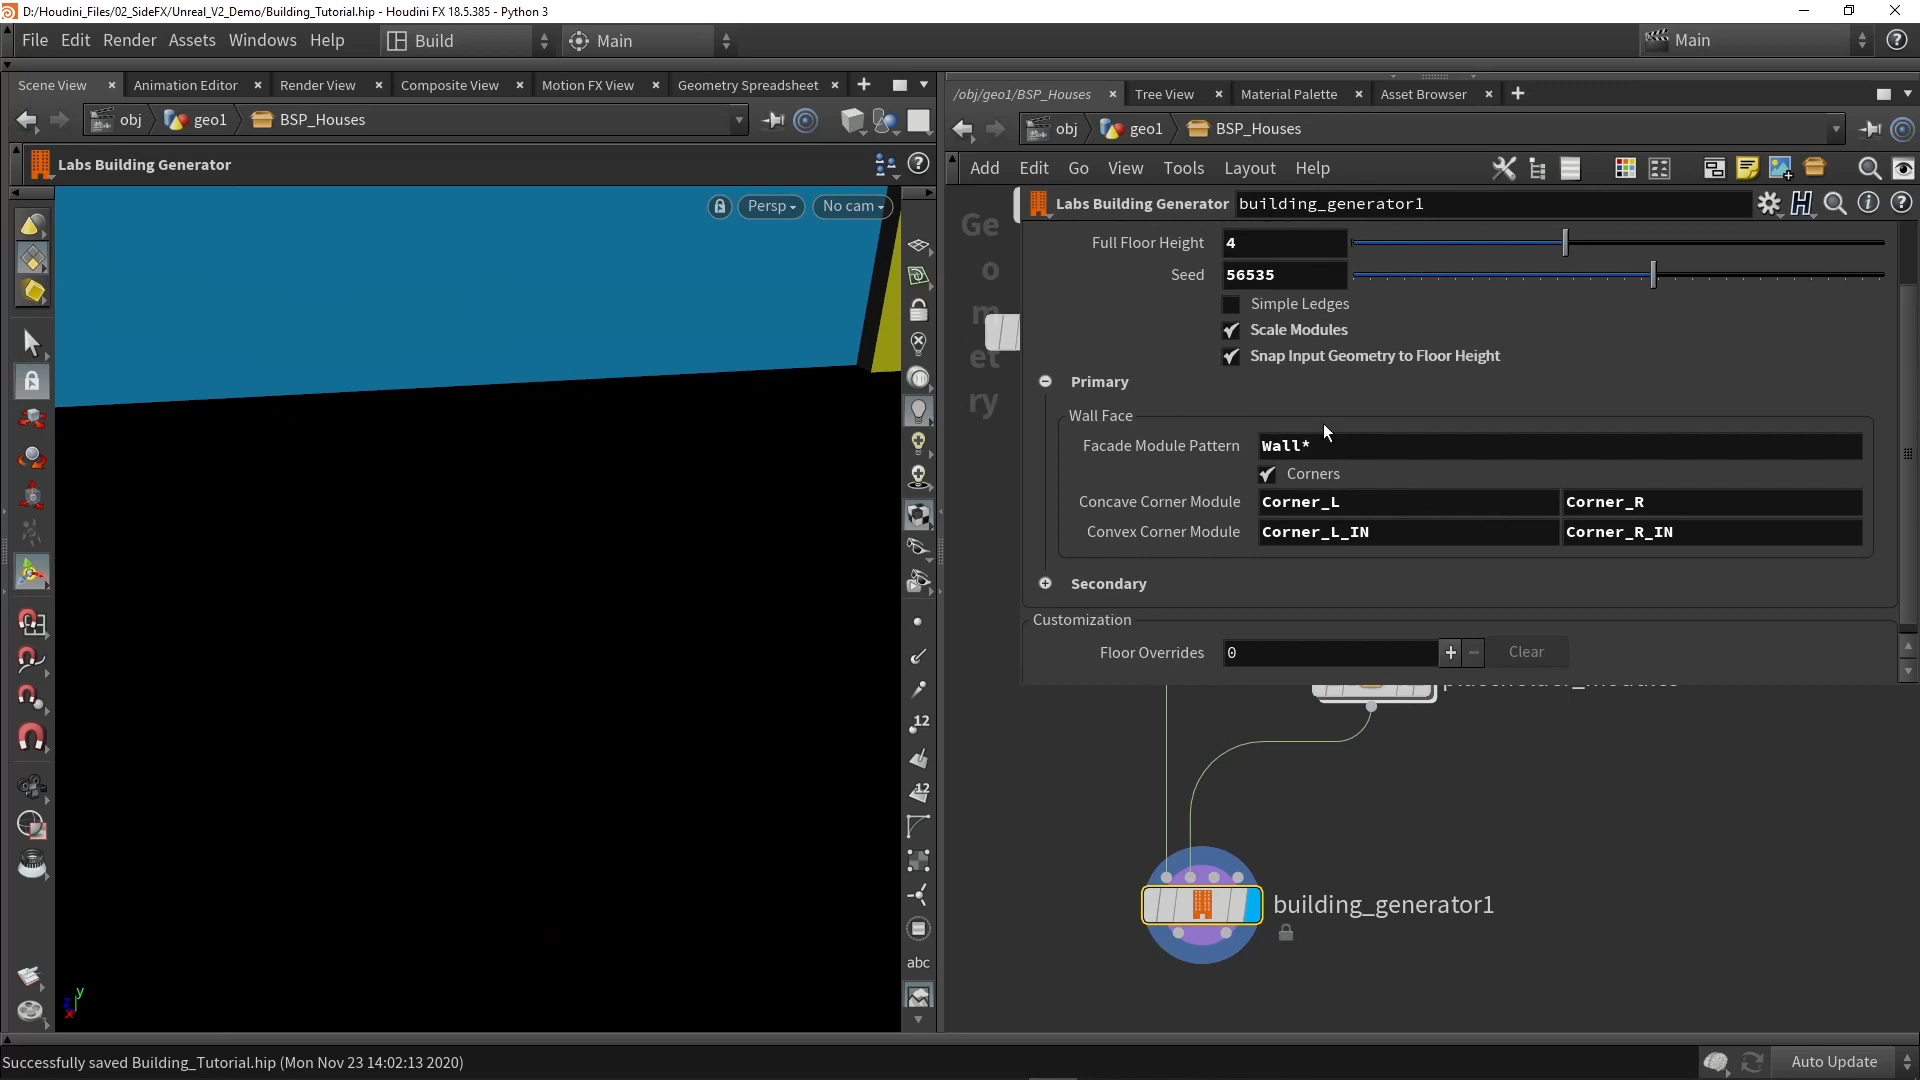 D:/Houdini_Files/02_SideFX/Unreal_V2_Demo/Building_Tutorial.hip - Houdini FX 18.5.385 - Python 3
File Edit Render Assets Windows Help Build Main Main
Scene View Animation Editor Render View Composite View Motion FX View Geometry Spreadsheet
obj geo1 BSP_Houses
Labs Building Generator
Persp No cam
12
12
abc
y
z
x
/obj/geo1/BSP_Houses Tree View Material Palette Asset Browser
obj geo1 BSP_Houses
Add Edit Go View Tools Layout Help
Labs Building Generator building_generator1
Ge
o
m
et
ry
Full Floor Height 4
Seed 56535
Simple Ledges
Scale Modules
Snap Input Geometry to Floor Height
Primary
Wall Face
Facade Module Pattern Wall*
Corners
Concave Corner Module Corner_L Corner_R
Convex Corner Module Corner_L_IN Corner_R_IN
Secondary
Customization
Floor Overrides 0 Clear
building_generator1
Successfully saved Building_Tutorial.hip (Mon Nov 23 14:02:13 2020)
Auto Update